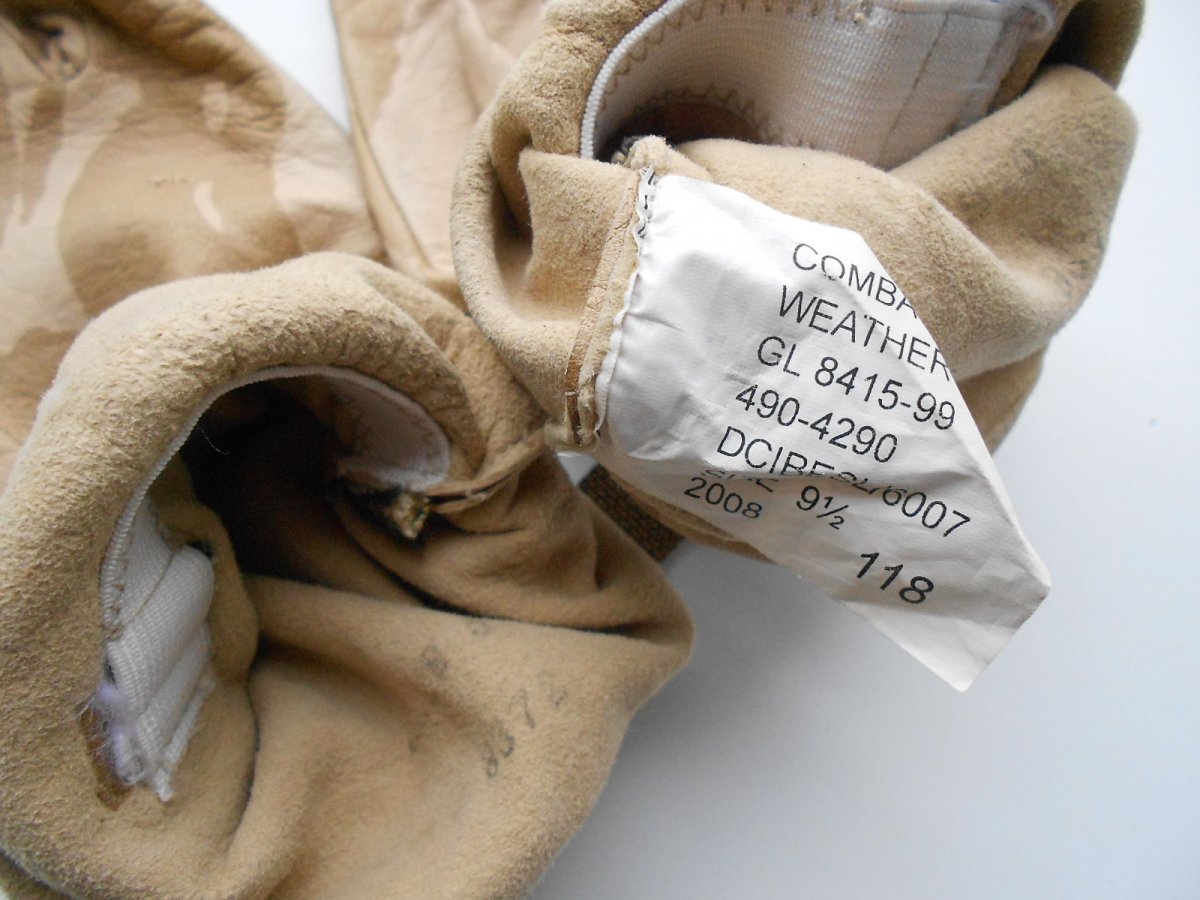 COMBA
WEATHER
GL 8415-99
490-4290
9½
2008
118